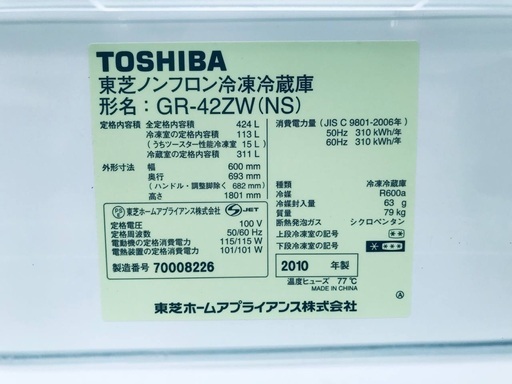 TOSHIBA
東芝ノンフロン冷凍冷蔵庫
形名：GR-42ZW(NS)
定格内容積 全定格内容積 424 L
冷凍室の定格内容積 113 L
(うちツースター性能冷凍室 15 L)
冷蔵室の定格内容積 311 L
外形寸法 幅 600 mm
奥行 693 mm
(ハンドル・調整脚除く 682 mm)
高さ 1801 mm
消費電力量 (JIS C 9801-2006年)
50Hz 310 kWh/年
60Hz 310 kWh/年
種類 冷凍冷蔵庫
冷媒 R600a
冷媒封入量 63 g
質量 79 kg
断熱発泡ガス シクロペンタン
上段冷凍室の記号
下段冷凍室の記号
PS E 東芝ホームアプライアンス株式会社 JET
定格電圧 100 V
定格周波数 50/60 Hz
電動機の定格消費電力 115/115 W
電熱装置の定格消費電力 101/101 W
製造番号 70008226
2010 年製
温度ヒューズ 77℃
MADE IN CHINA
東芝ホームアプライアンス株式会社
Ⓐ